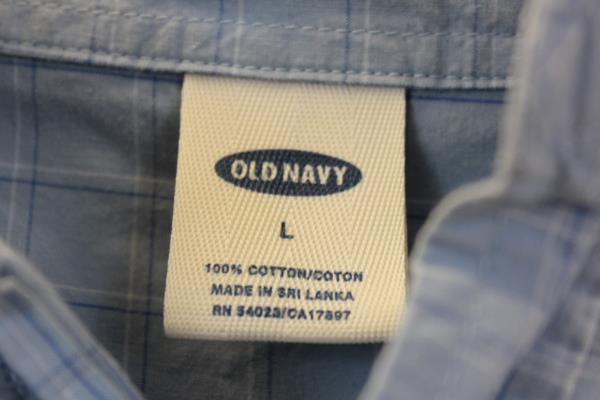 OLD NAVY
L
100% COTTON/COTON
MADE IN SRI LANKA
RN 54023/CA17897